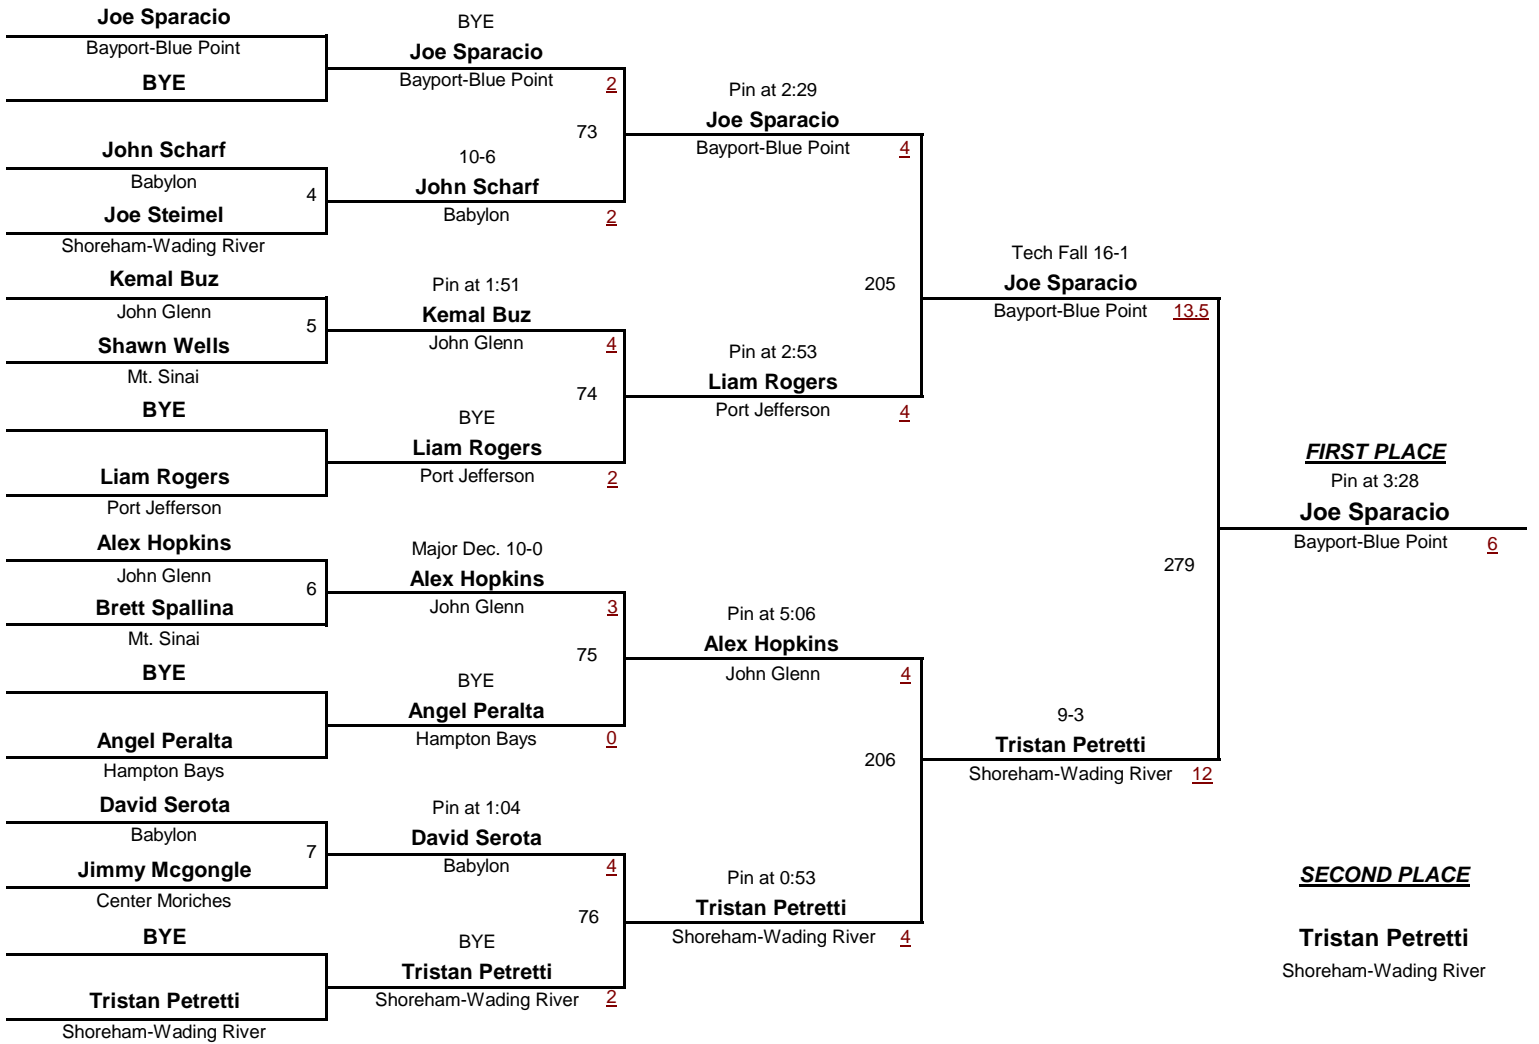 Joe Sparacio
Bayport-Blue Point
BYE
John Scharf
Babylon
4
Joe Steimel
Shoreham-Wading River
Kemal Buz
John Glenn
5
Shawn Wells
Mt. Sinai
BYE
Liam Rogers
Port Jefferson
Alex Hopkins
John Glenn
6
Brett Spallina
Mt. Sinai
BYE
Angel Peralta
Hampton Bays
David Serota
Babylon
7
Jimmy Mcgongle
Center Moriches
BYE
Tristan Petretti
Shoreham-Wading River
BYE
Joe Sparacio
Bayport-Blue Point 2
73
10-6
John Scharf
Babylon 2
Pin at 1:51
Kemal Buz
John Glenn 4
74
BYE
Liam Rogers
Port Jefferson 2
Major Dec. 10-0
Alex Hopkins
John Glenn 3
75
BYE
Angel Peralta
Hampton Bays 0
Pin at 1:04
David Serota
Babylon 4
76
BYE
Tristan Petretti
Shoreham-Wading River 2
Pin at 2:29
Joe Sparacio
Bayport-Blue Point 4
205
Pin at 2:53
Liam Rogers
Port Jefferson 4
Pin at 5:06
Alex Hopkins
John Glenn 4
206
Pin at 0:53
Tristan Petretti
Shoreham-Wading River 4
Tech Fall 16-1
Joe Sparacio
Bayport-Blue Point 13.5
279
9-3
Tristan Petretti
Shoreham-Wading River 12
FIRST PLACE
Pin at 3:28
Joe Sparacio
Bayport-Blue Point 6
SECOND PLACE
Tristan Petretti
Shoreham-Wading River